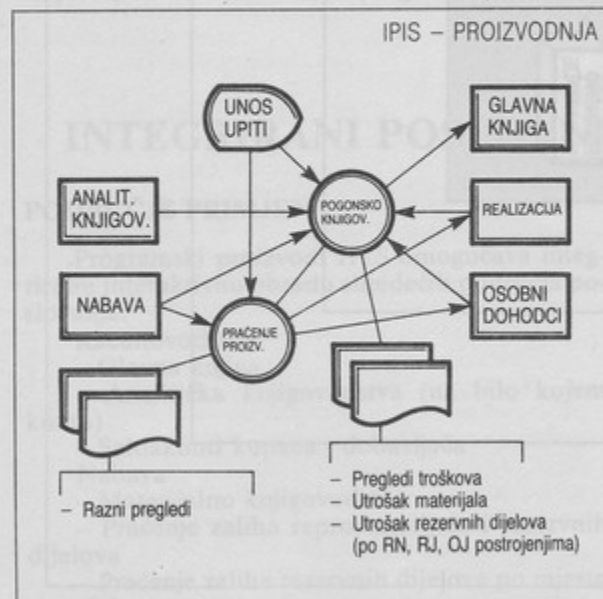 IPIS – PROIZVODNJA
UNOS
UPITI
GLAVNA
KNJIGA
ANALIT.
KNJIGOV.
POGONSKO
KNJIGOV.
REALIZACIJA
NABAVA
PRAĆENJE
PROIZV.
OSOBNI
DOHODCI
– Razni pregledi
– Pregledi troškova
– Utrošak materijala
– Utrošak rezervnih dijelova
(po RN, RJ, OJ postrojenjima)